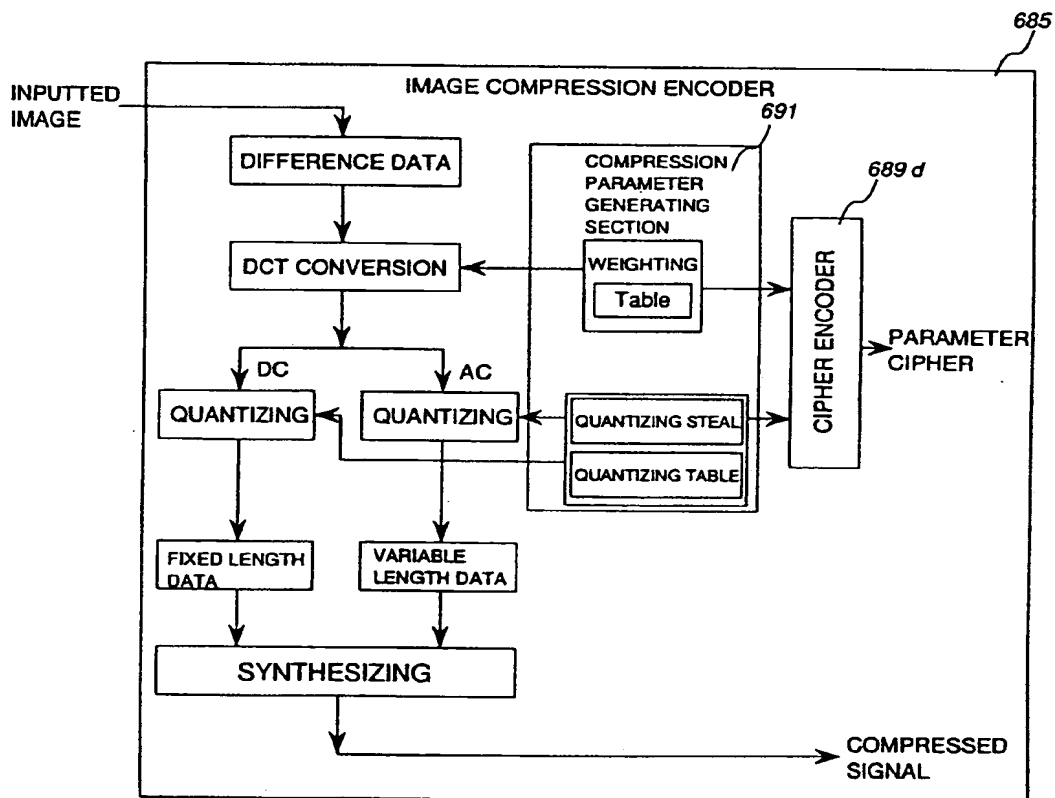 685
IMAGE COMPRESSION ENCODER
INPUTTED
IMAGE
691
DIFFERENCE DATA
COMPRESSION
PARAMETER
GENERATING
SECTION
689 d
DCT CONVERSION
WEIGHTING
Table
CIPHER ENCODER
PARAMETER
CIPHER
DC
AC
QUANTIZING
QUANTIZING
QUANTIZING STEAL
QUANTIZING TABLE
FIXED LENGTH
DATA
VARIABLE
LENGTH DATA
SYNTHESIZING
COMPRESSED
SIGNAL